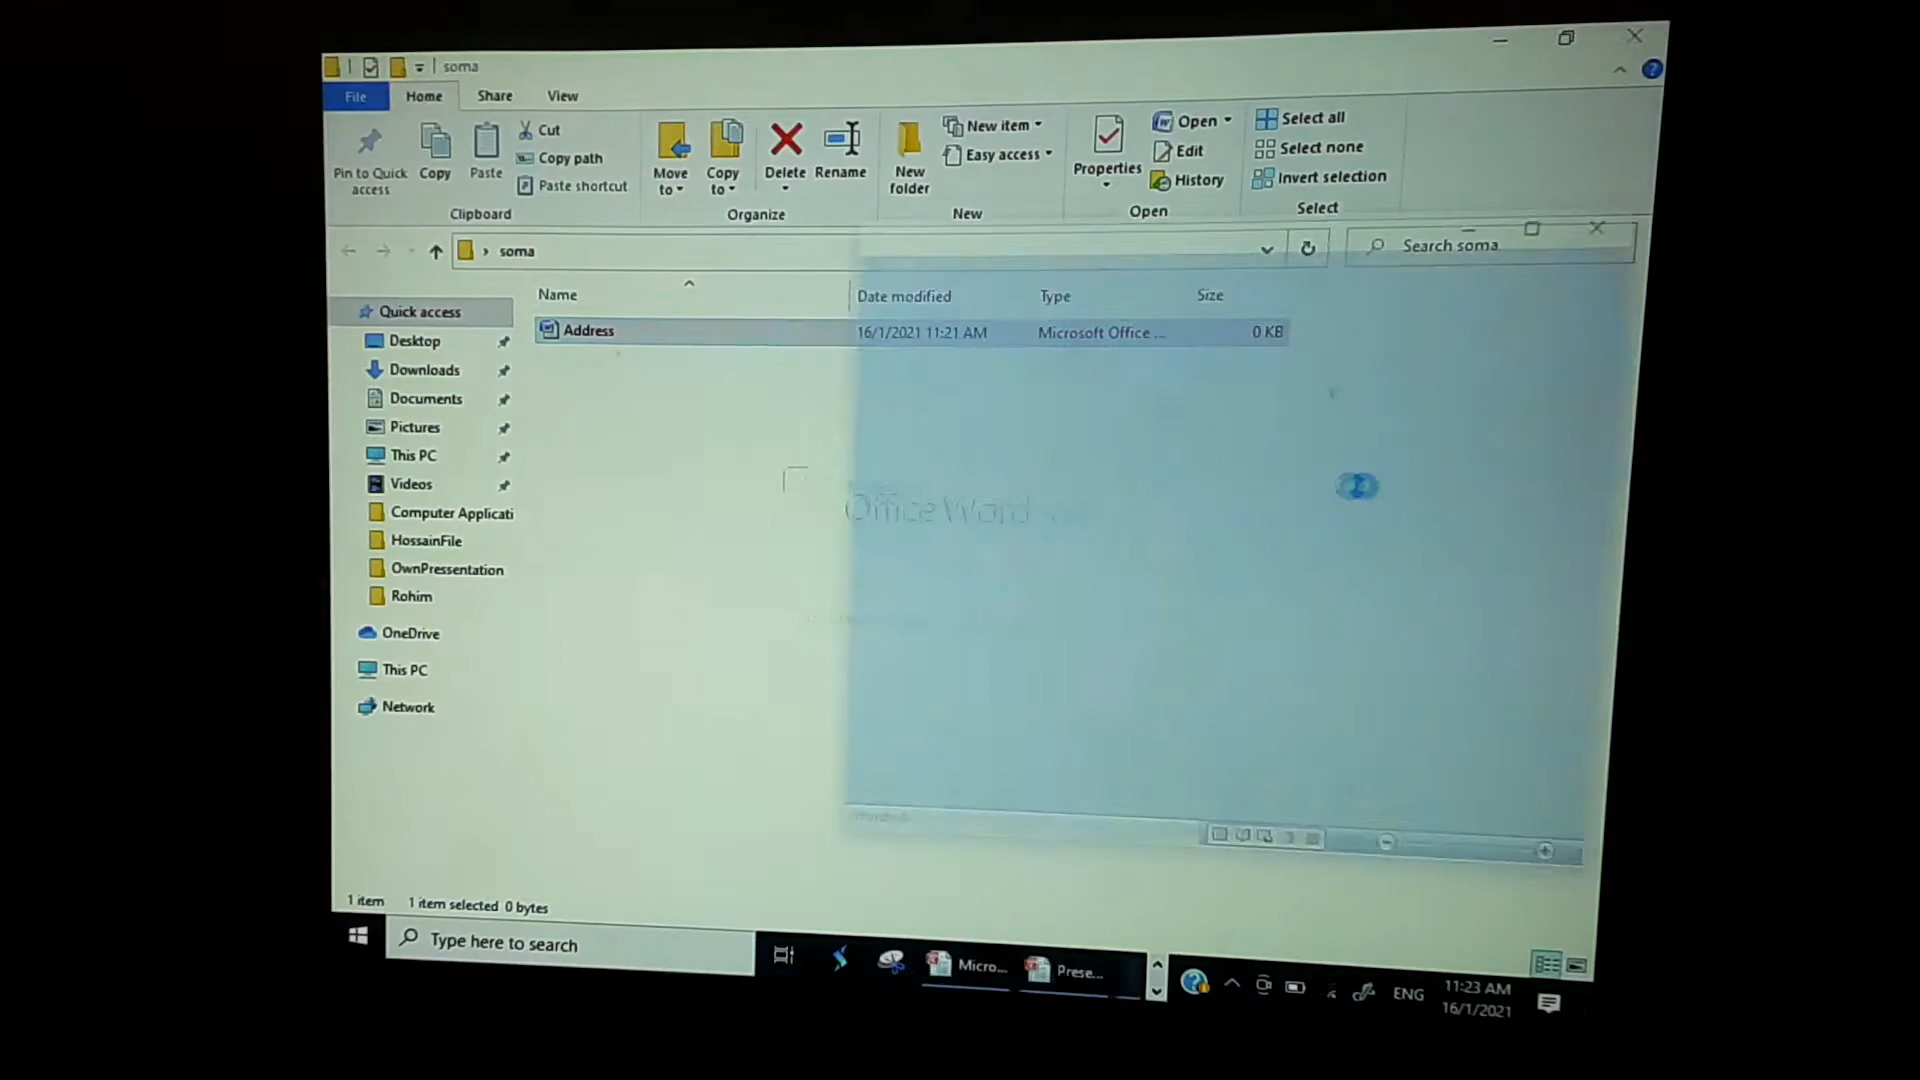 soma
File Home Share View
Pin to Quick access
Copy
Paste
Cut
Copy path
Paste shortcut
Clipboard
Move to
Copy to
Delete
Rename
Organize
New folder
New item
Easy access
New
Properties
Open
Edit
History
Open
Select all
Select none
Invert selection
Select
soma
Search soma
Name Date modified Type Size
Address 16/1/2021 11:21 AM Microsoft Office ... 0 KB
Quick access
Desktop
Downloads
Documents
Pictures
This PC
Videos
Computer Applicati
HossainFile
OwnPressentation
Rohim
OneDrive
This PC
Network
Office Word
1 item 1 item selected 0 bytes
Type here to search
Micro...
Prese...
ENG
11:23 AM
16/1/2021